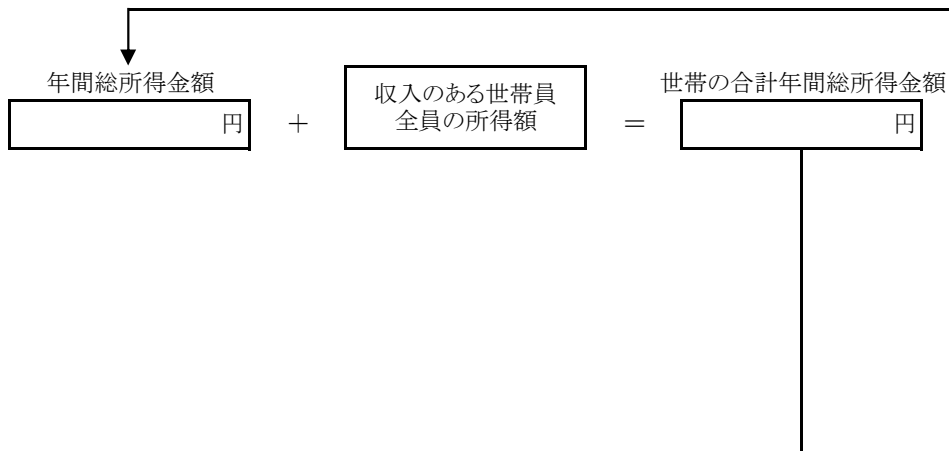 年間総所得金額
円
+
収入のある世帯員
全員の所得額
=
世帯の合計年間総所得金額
円